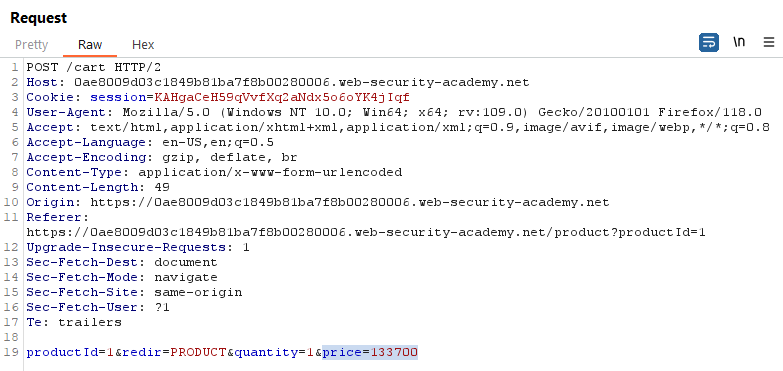 Request
Pretty Raw Hex \n
1 POST /cart HTTP/2
2 Host: 0ae8009d03c1849b81ba7f8b00280006.web-security-academy.net
3 Cookie: session=KAHgaCeH59qVvfXq2aNdx5o6oYK4jIqf
4 User-Agent: Mozilla/5.0 (Windows NT 10.0; Win64; x64; rv:109.0) Gecko/20100101 Firefox/118.0
5 Accept: text/html,application/xhtml+xml,application/xml;q=0.9,image/avif,image/webp,*/*;q=0.8
6 Accept-Language: en-US,en;q=0.5
7 Accept-Encoding: gzip, deflate, br
8 Content-Type: application/x-www-form-urlencoded
9 Content-Length: 49
10 Origin: https://0ae8009d03c1849b81ba7f8b00280006.web-security-academy.net
11 Referer:
https://0ae8009d03c1849b81ba7f8b00280006.web-security-academy.net/product?productId=1
12 Upgrade-Insecure-Requests: 1
13 Sec-Fetch-Dest: document
14 Sec-Fetch-Mode: navigate
15 Sec-Fetch-Site: same-origin
16 Sec-Fetch-User: ?1
17 Te: trailers
18
19 productId=1&redir=PRODUCT&quantity=1&price=133700